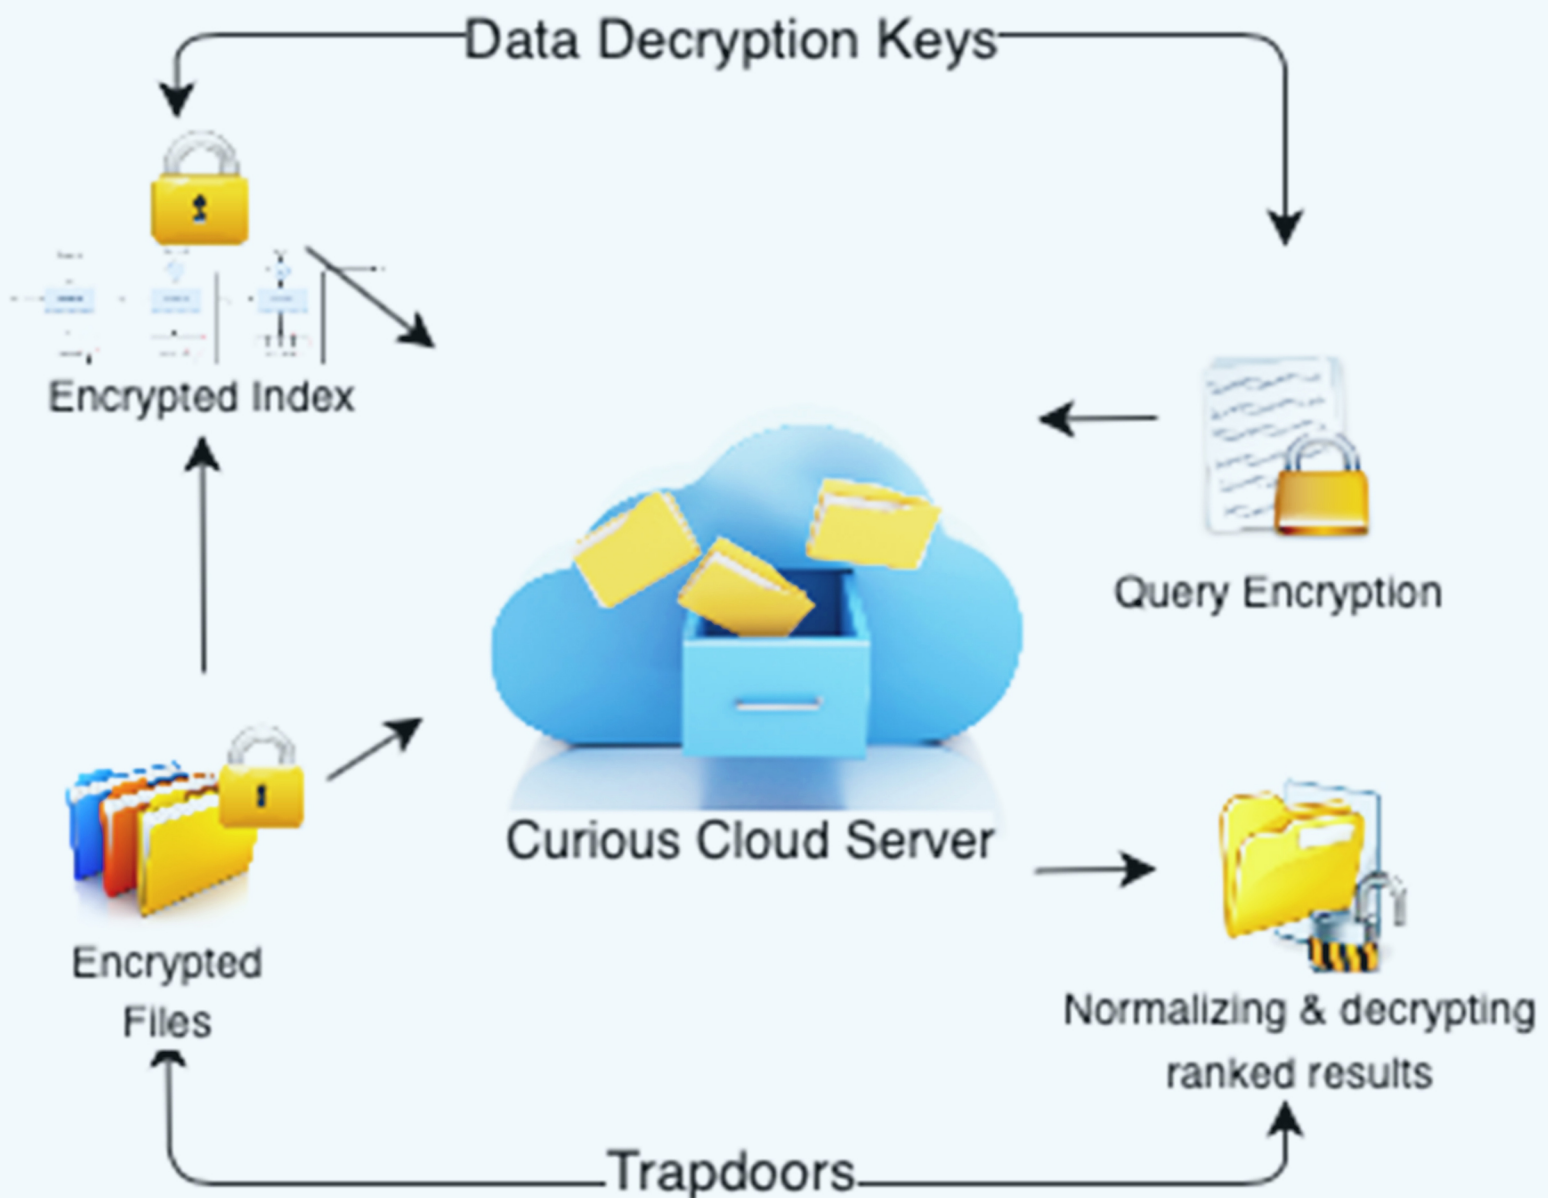 Data Decryption Keys
Encrypted Index
Query Encryption
Curious Cloud Server
Encrypted
Files
Normalizing & decrypting
ranked results
Trapdoors